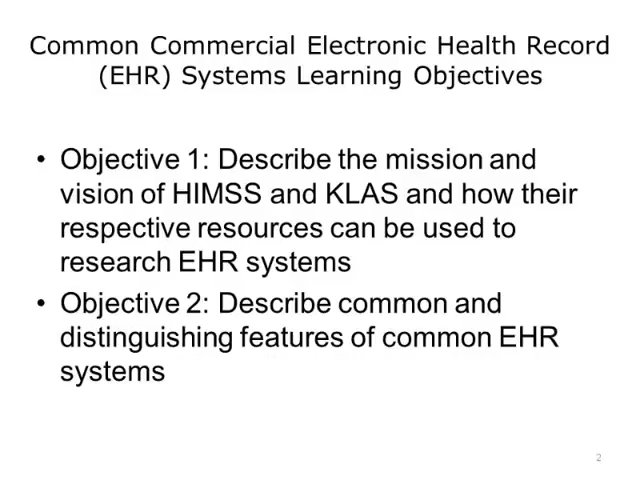 Common Commercial Electronic Health Record
(EHR) Systems Learning Objectives
• Objective 1: Describe the mission and
vision of HIMSS and KLAS and how their
respective resources can be used to
research EHR systems
• Objective 2: Describe common and
distinguishing features of common EHR
systems
2